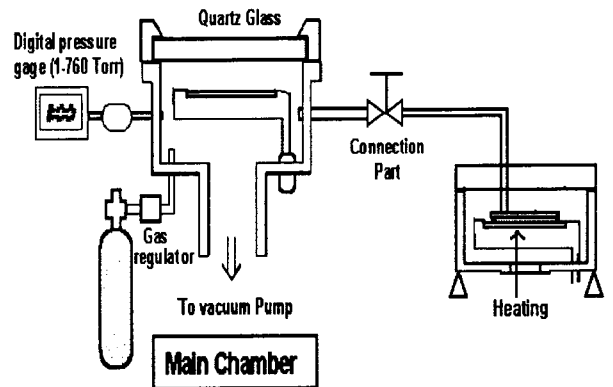 Quartz Glass
Digital pressure
gage (1-760 Torr)
Connection
Part
Gas
regulator
To vacuum Pump
Heating
Main Chamber